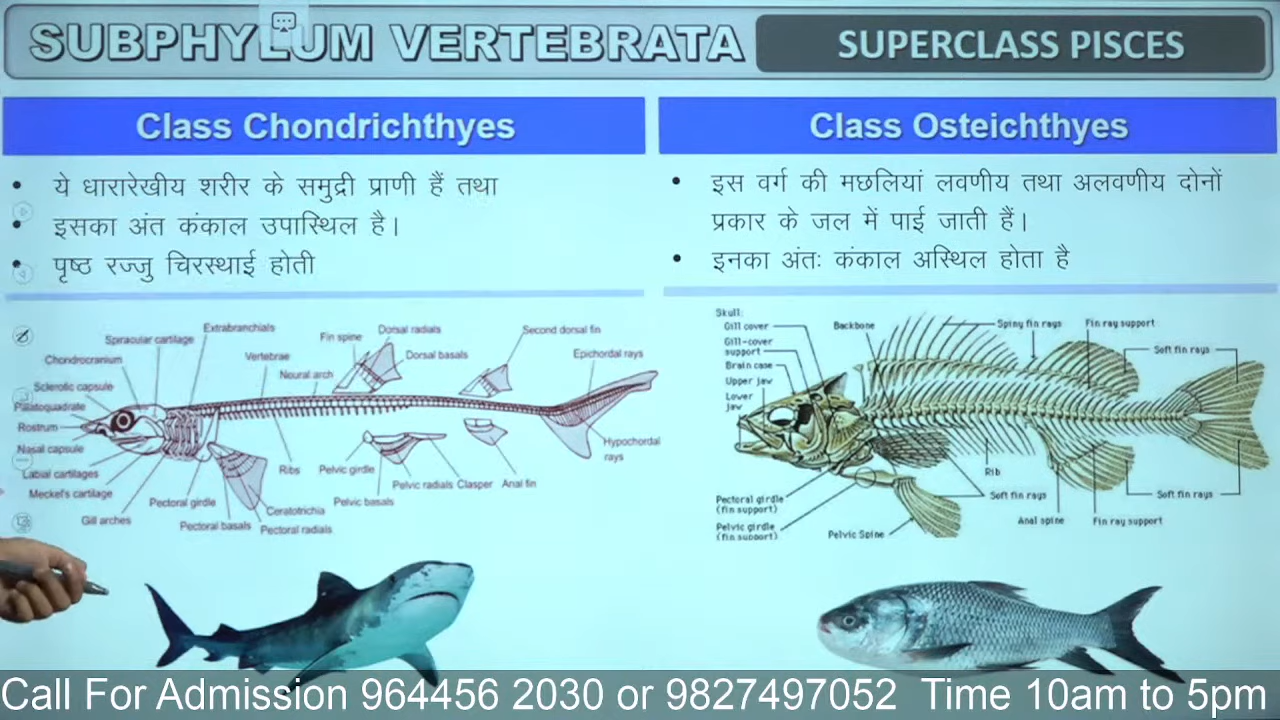 SUBPHYLUM VERTEBRATA
SUPERCLASS PISCES
Class Chondrichthyes
• ये धारारेखीय शरीर के समुद्री प्राणी हैं तथा
• इसका अंत कंकाल उपास्थिल है।
• पृष्ठ रज्जु चिरस्थाई होती
Class Osteichthyes
• इस वर्ग की मछलियां लवणीय तथा अलवणीय दोनों
प्रकार के जल में पाई जाती हैं।
• इनका अंतः कंकाल अस्थिल होता है
Extrabranchials
Spiracular cartilage
Chondrocranium
Sclerotic capsule
Palatoquadrate
Rostrum
Nasal capsule
Labial cartilages
Meckel's cartilage
Gill arches
Vertebrae
Neural arch
Fin spine
Dorsal radials
Dorsal basals
Second dorsal fin
Epichordal rays
Hypochordal
rays
Ribs
Pelvic girdle
Pelvic basals
Pelvic radials
Clasper
Anal fin
Pectoral girdle
Pectoral basals
Ceratotrichia
Pectoral radials
Skull:
Gill cover
Gill-cover
support
Brain case
Upper jaw
Lower
jaw
Backbone
Spiny fin rays
Fin ray support
Soft fin rays
Rib
Soft fin rays
Soft fin rays
Pectoral girdle
(fin support)
Pelvic girdle
(fin support)
Pelvic Spine
Anal spine
Fin ray support
Call For Admission 964456 2030 or 9827497052 Time 10am to 5pm